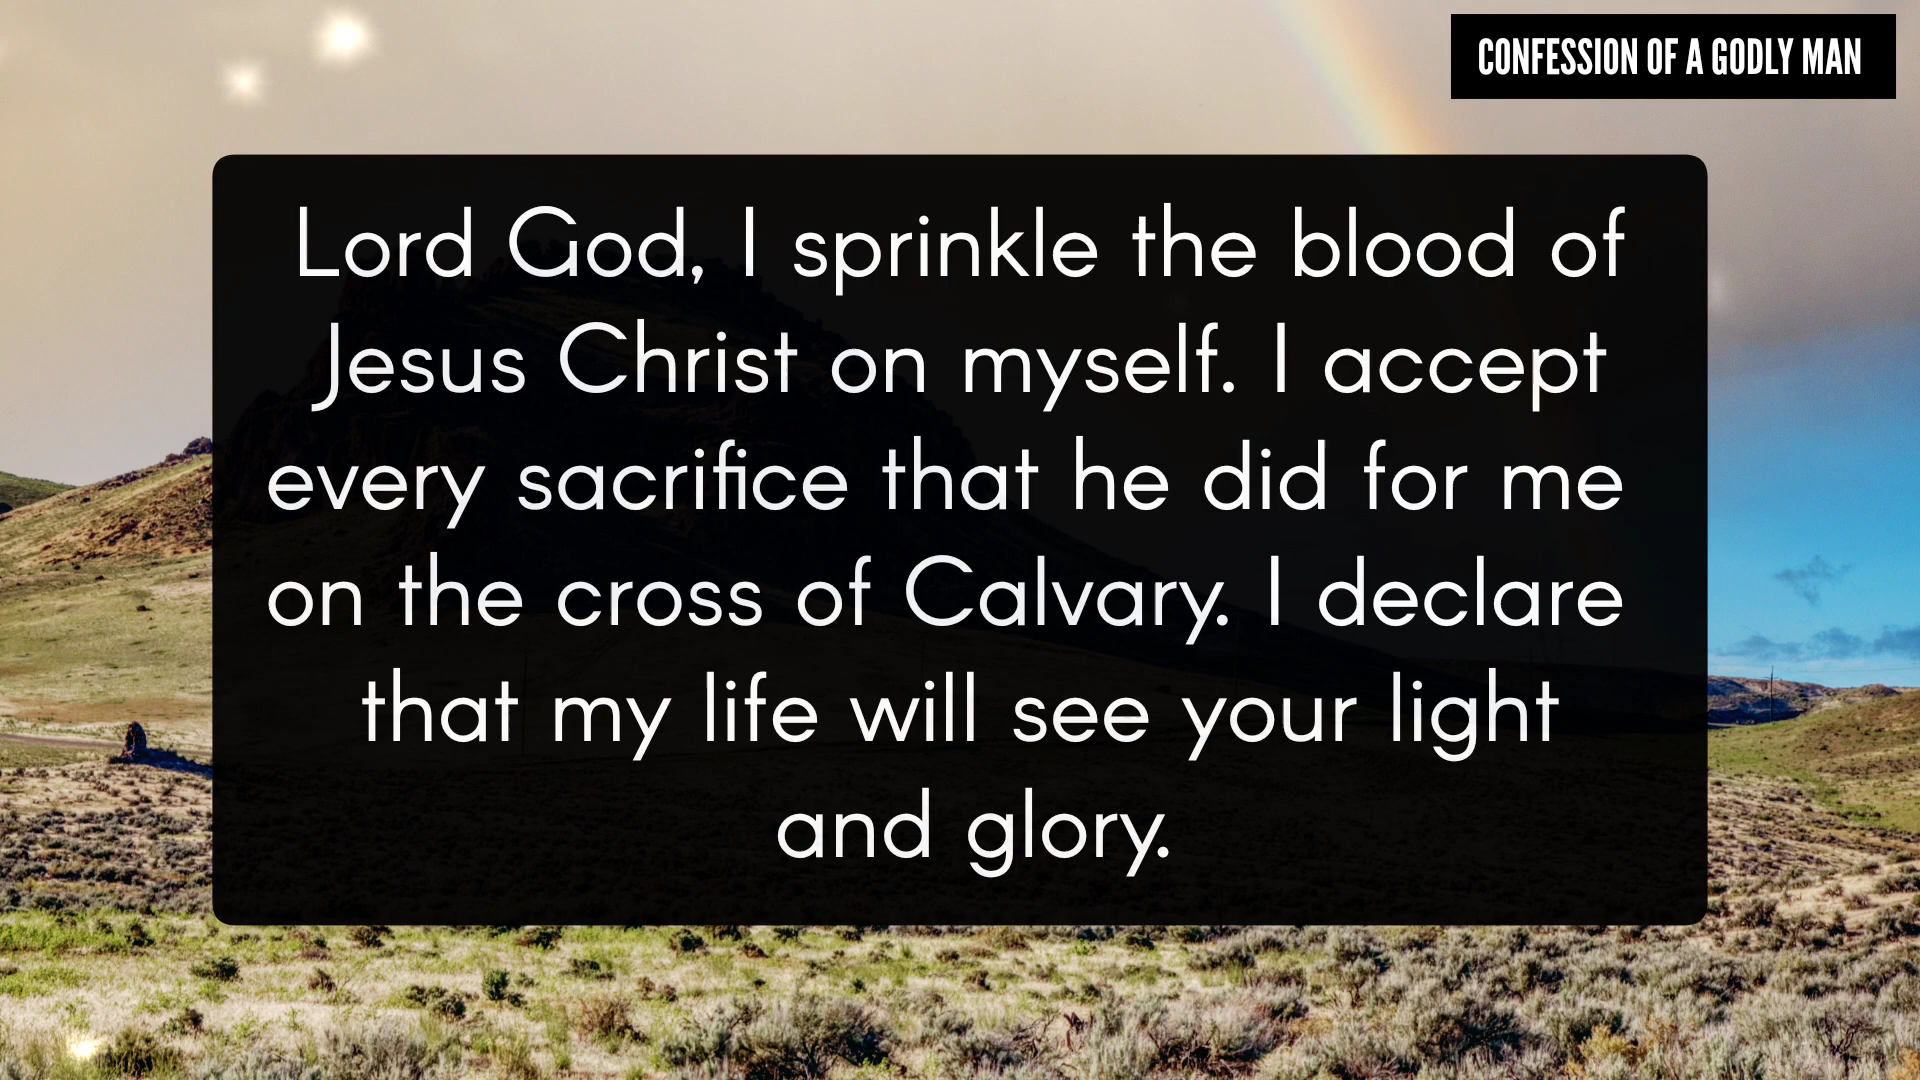 CONFESSION OF A GODLY MAN
Lord God, I sprinkle the blood of
Jesus Christ on myself. I accept
every sacrifice that he did for me
on the cross of Calvary. I declare
that my life will see your light
and glory.